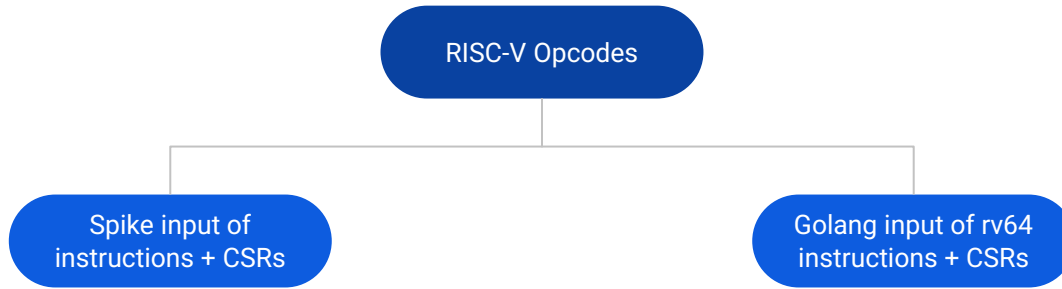 RISC-V Opcodes
Spike input of
instructions + CSRs
Golang input of rv64
instructions + CSRs